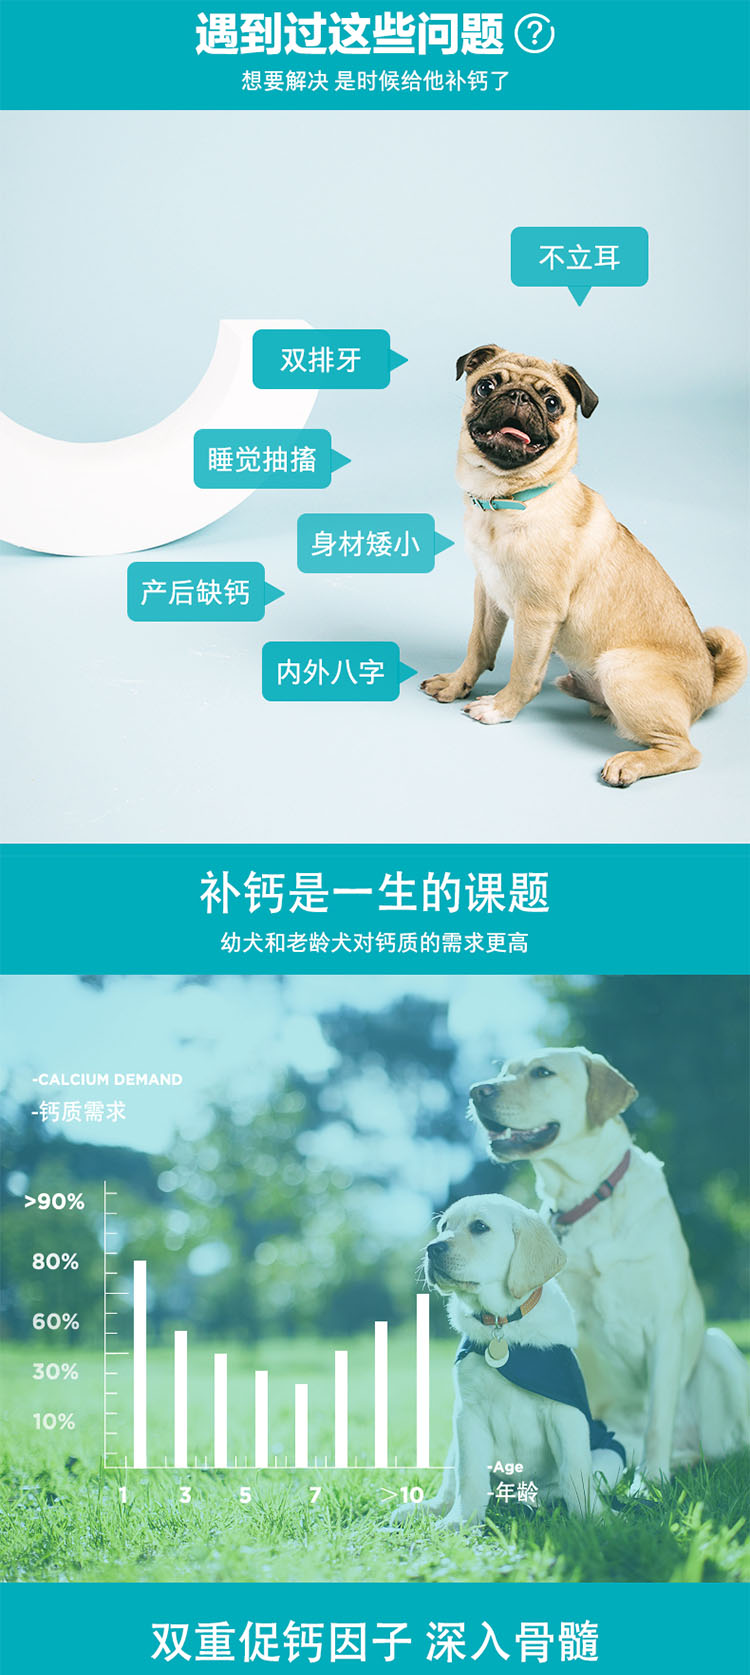 遇到过这些问题?
想要解决 是时候给他补钙了
不立耳
双排牙
睡觉抽搐
身材矮小
产后缺钙
内外八字
补钙是一生的课题
幼犬和老龄犬对钙质的需求更高
-CALCIUM DEMAND
-钙质需求
>90%
80%
60%
30%
10%
1 3 5 7 >10
-Age
-年龄
双重促钙因子 深入骨髓